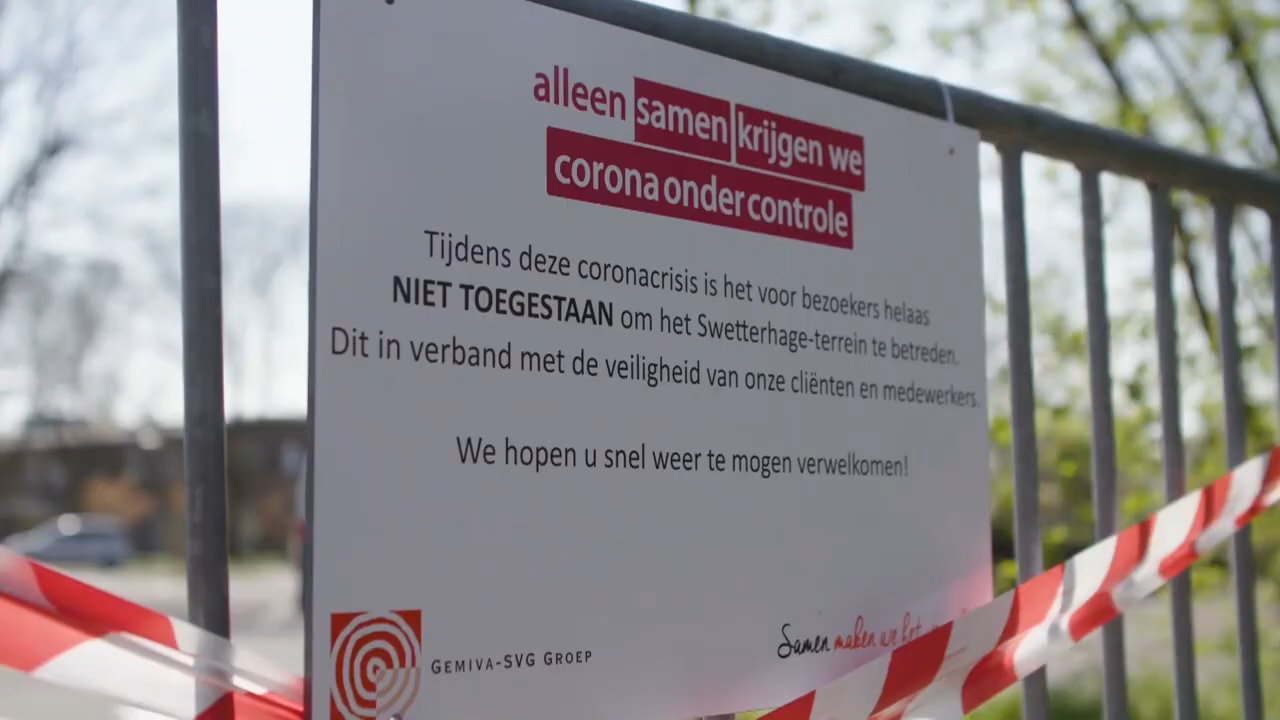 alleen samen krijgen we
corona onder controle
Tijdens deze coronacrisis is het voor bezoekers helaas
NIET TOEGESTAAN om het Swetterhage-terrein te betreden.
Dit in verband met de veiligheid van onze cliënten en medewerkers.
We hopen u snel weer te mogen verwelkomen!
GEMIVA-SVG GROEP
Samen maken we het